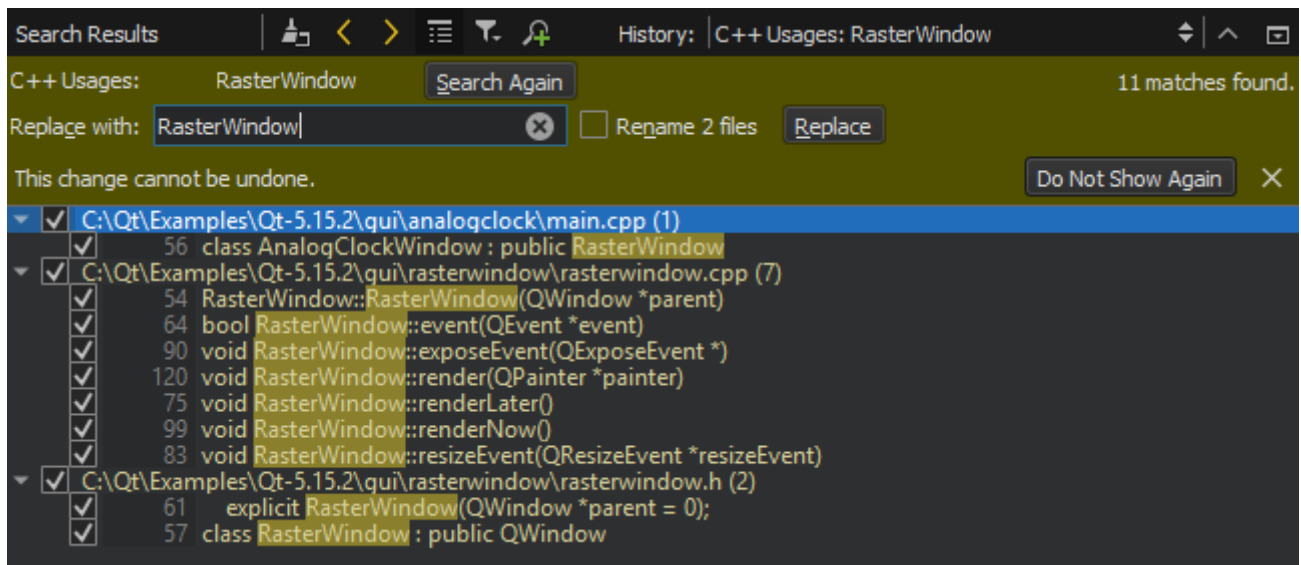 Search Results History: C++ Usages: RasterWindow
C++ Usages: RasterWindow Search Again 11 matches found.
Replace with: RasterWindow Rename 2 files Replace
This change cannot be undone. Do Not Show Again
C:\Qt\Examples\Qt-5.15.2\gui\analogclock\main.cpp (1)
56 class AnalogClockWindow : public RasterWindow
C:\Qt\Examples\Qt-5.15.2\gui\rasterwindow\rasterwindow.cpp (7)
54 RasterWindow::RasterWindow(QWindow *parent)
64 bool RasterWindow::event(QEvent *event)
90 void RasterWindow::exposeEvent(QExposeEvent *)
120 void RasterWindow::render(QPainter *painter)
75 void RasterWindow::renderLater()
99 void RasterWindow::renderNow()
83 void RasterWindow::resizeEvent(QResizeEvent *resizeEvent)
C:\Qt\Examples\Qt-5.15.2\gui\rasterwindow\rasterwindow.h (2)
61 explicit RasterWindow(QWindow *parent = 0);
57 class RasterWindow : public QWindow